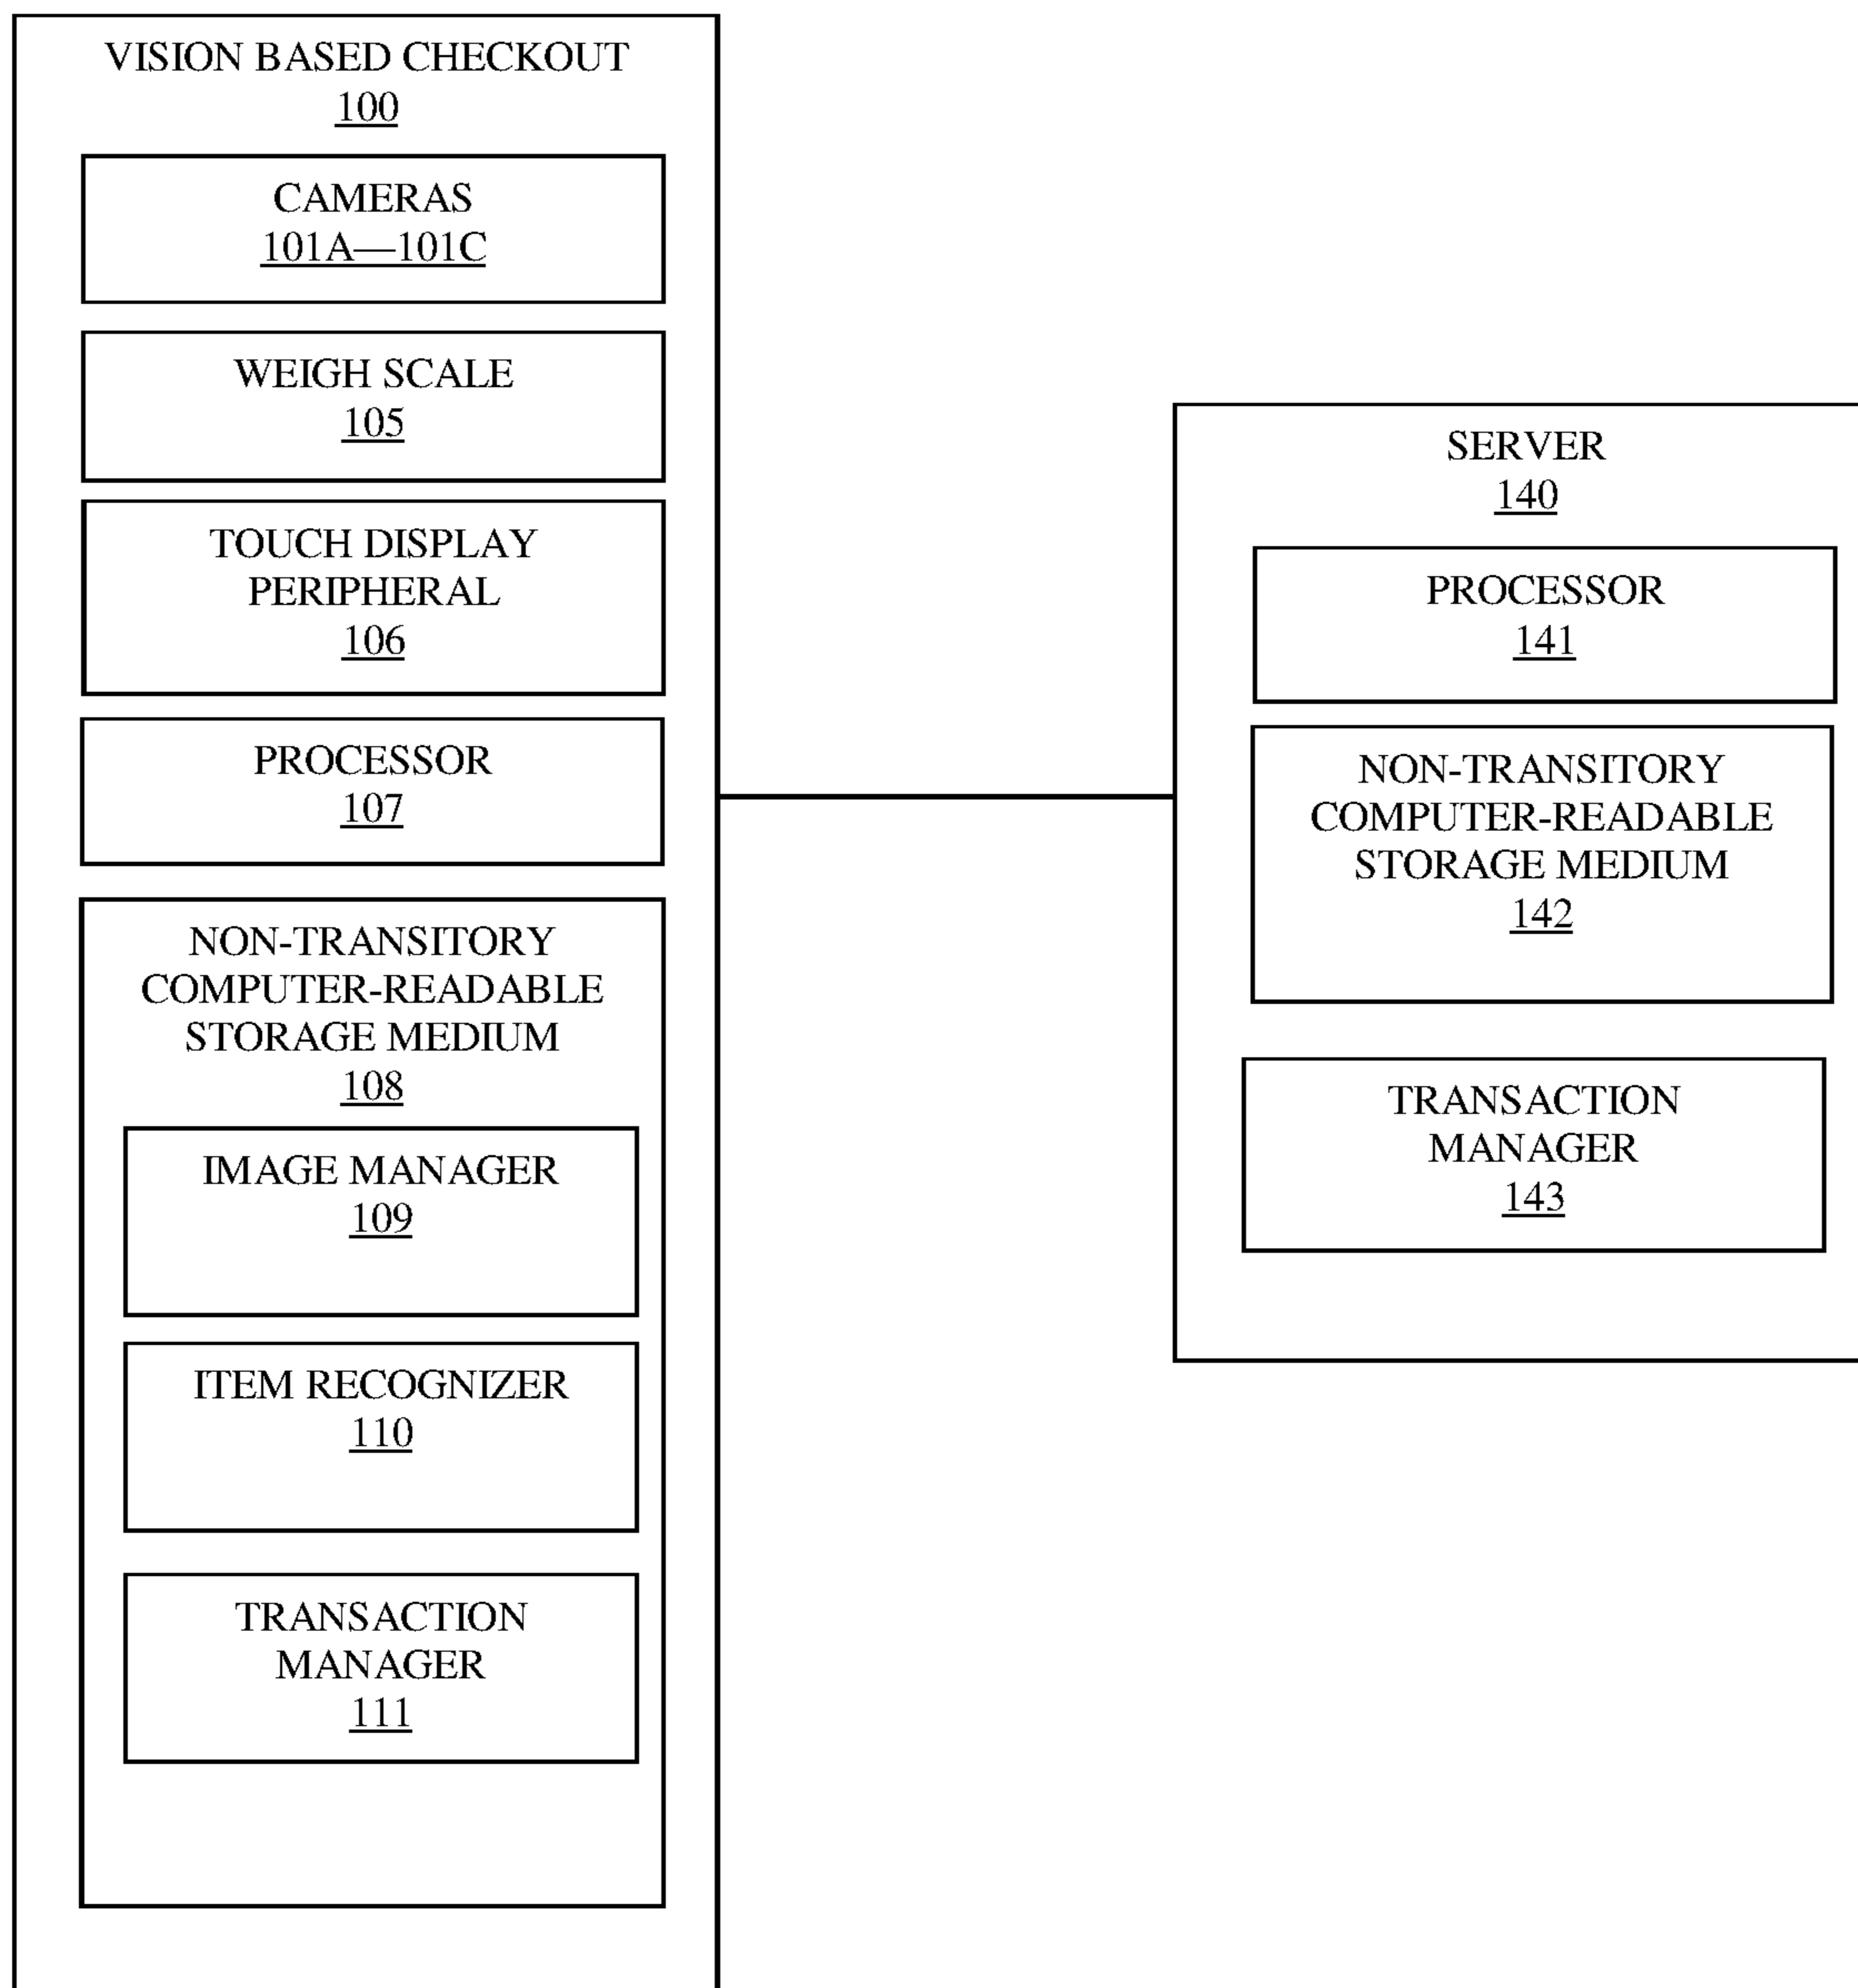 VISION BASED CHECKOUT
100
CAMERAS
101A—101C
WEIGH SCALE
105
TOUCH DISPLAY
PERIPHERAL
106
PROCESSOR
107
NON-TRANSITORY
COMPUTER-READABLE
STORAGE MEDIUM
108
IMAGE MANAGER
109
ITEM RECOGNIZER
110
TRANSACTION
MANAGER
111
SERVER
140
PROCESSOR
141
NON-TRANSITORY
COMPUTER-READABLE
STORAGE MEDIUM
142
TRANSACTION
MANAGER
143